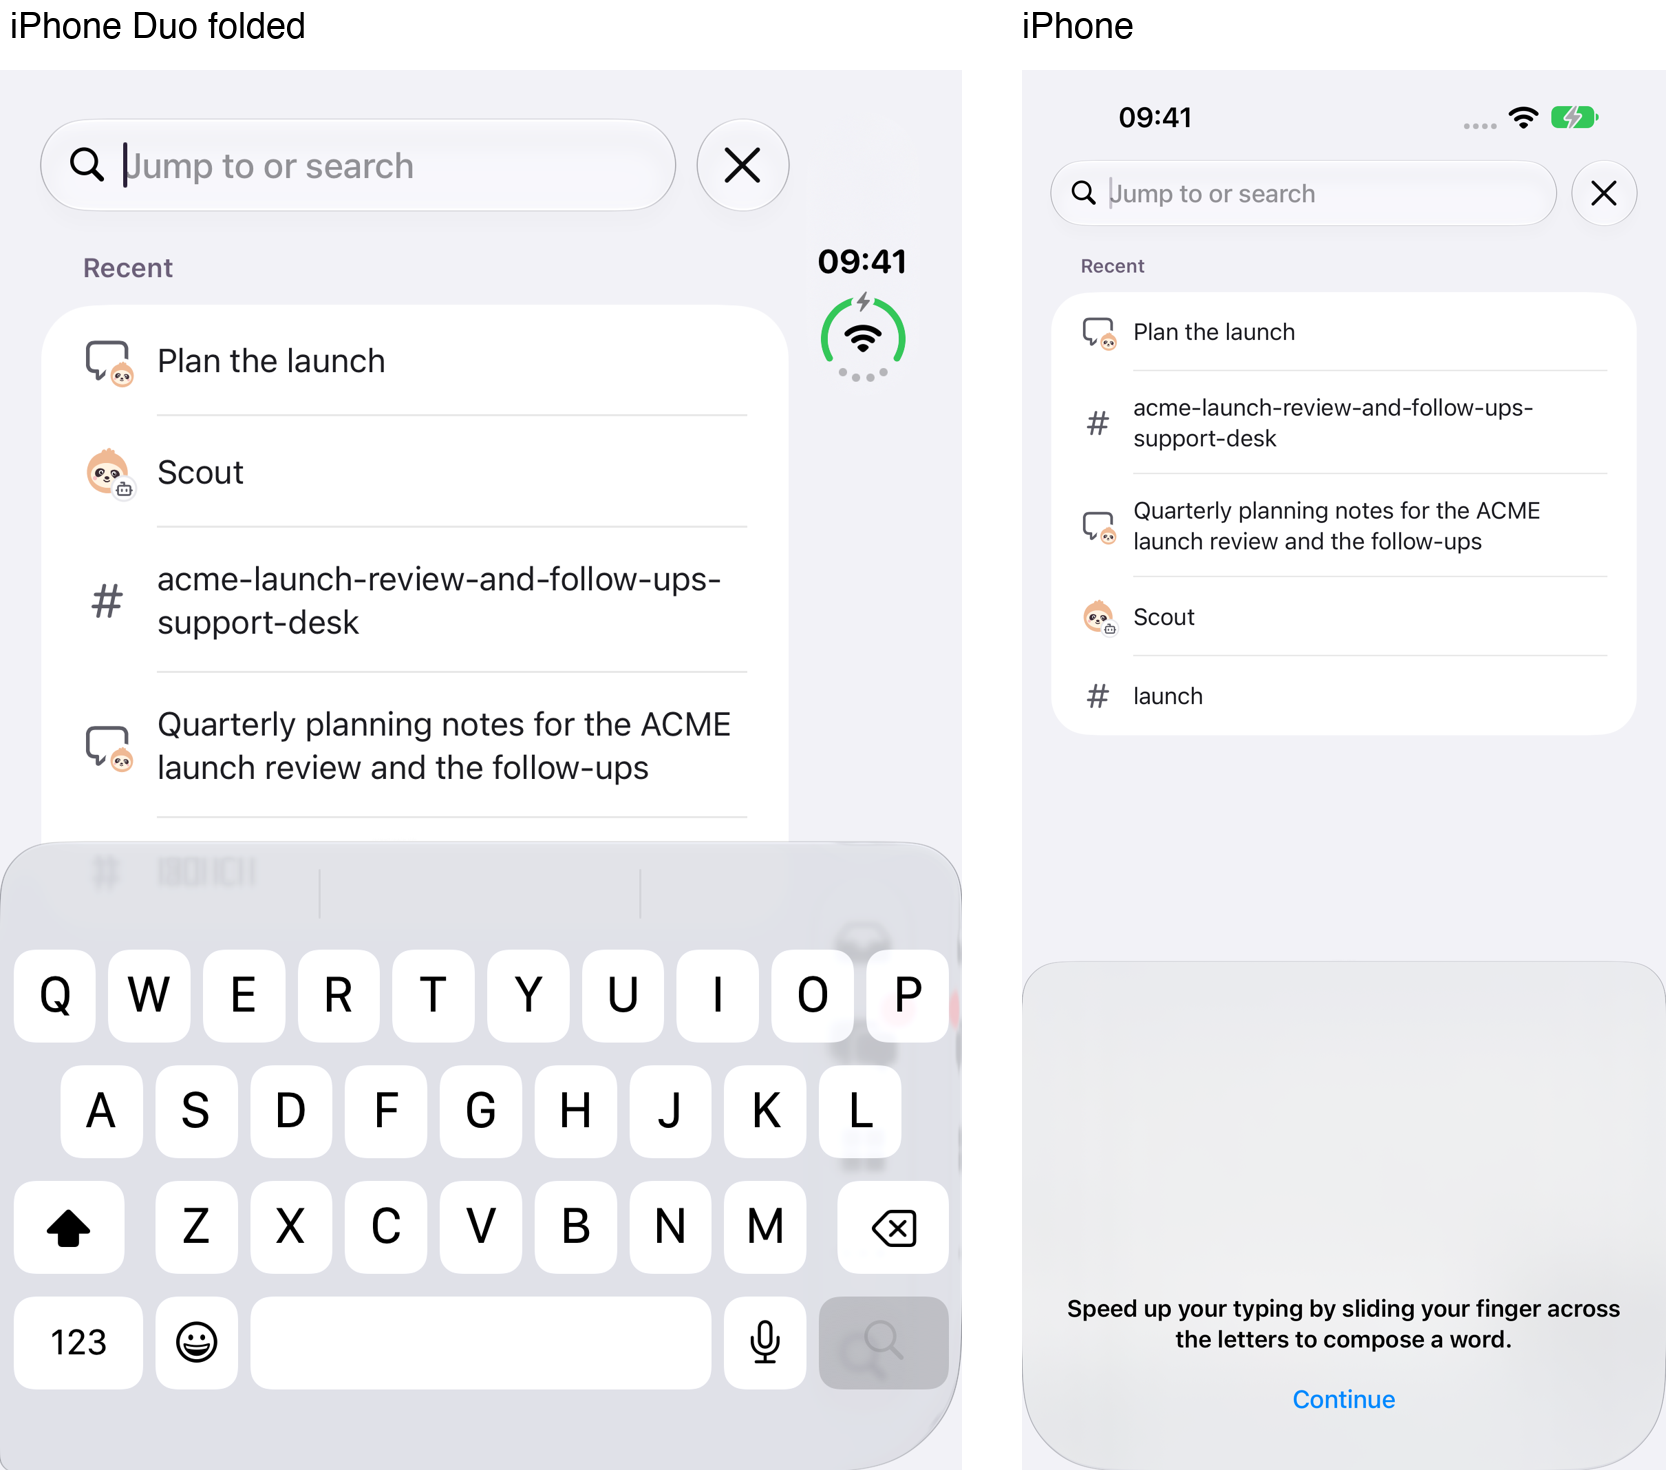 iPhone Duo folded
Jump to or search
Recent
09:41
Plan the launch
Scout
# acme-launch-review-and-follow-ups-
support-desk
Quarterly planning notes for the ACME
launch review and the follow-ups
Q W E R T Y U I O P
A S D F G H J K L
Z X C V B N M
123
iPhone
09:41
Jump to or search
Recent
Plan the launch
# acme-launch-review-and-follow-ups-
support-desk
Quarterly planning notes for the ACME
launch review and the follow-ups
Scout
# launch
Speed up your typing by sliding your finger across
the letters to compose a word.
Continue